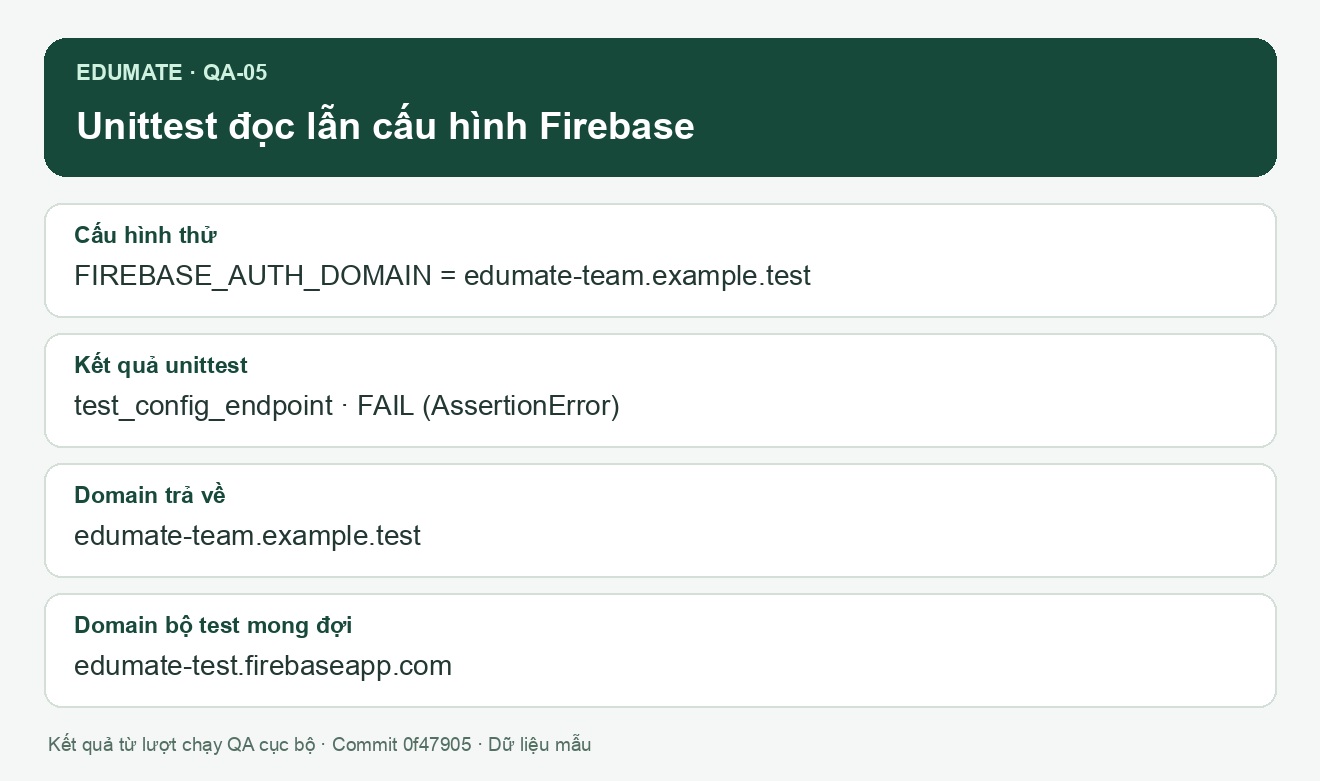 EDUMATE · QA-05
Unittest đọc lẫn cấu hình Firebase
Cấu hình thử
FIREBASE_AUTH_DOMAIN = edumate-team.example.test
Kết quả unittest
test_config_endpoint · FAIL (AssertionError)
Domain trả về
edumate-team.example.test
Domain bộ test mong đợi
edumate-test.firebaseapp.com
Kết quả từ lượt chạy QA cục bộ · Commit 0f47905 · Dữ liệu mẫu